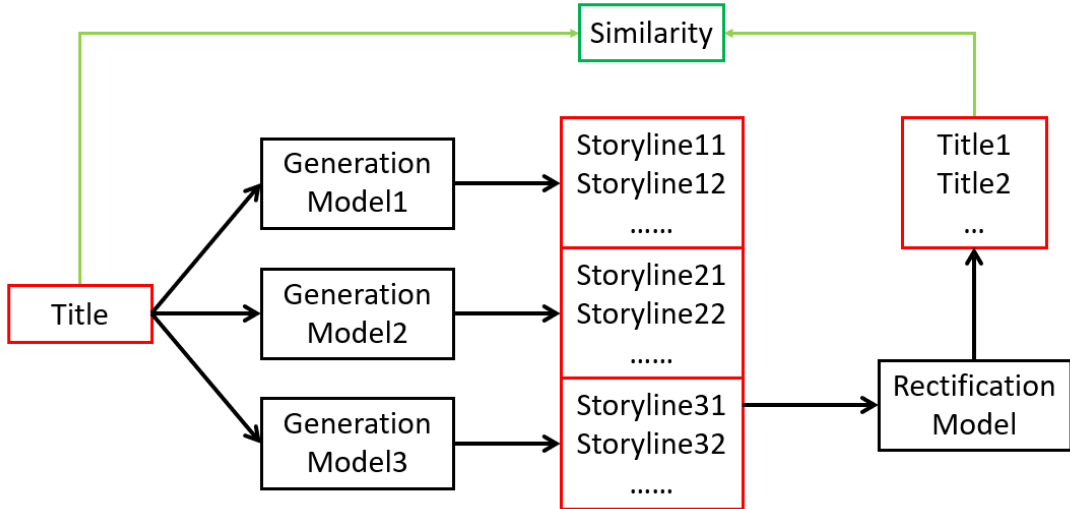 Similarity
Title
Generation
Model1
Generation
Model2
Generation
Model3
Storyline11
Storyline12
......
Storyline21
Storyline22
......
Storyline31
Storyline32
......
Rectification
Model
Title1
Title2
...